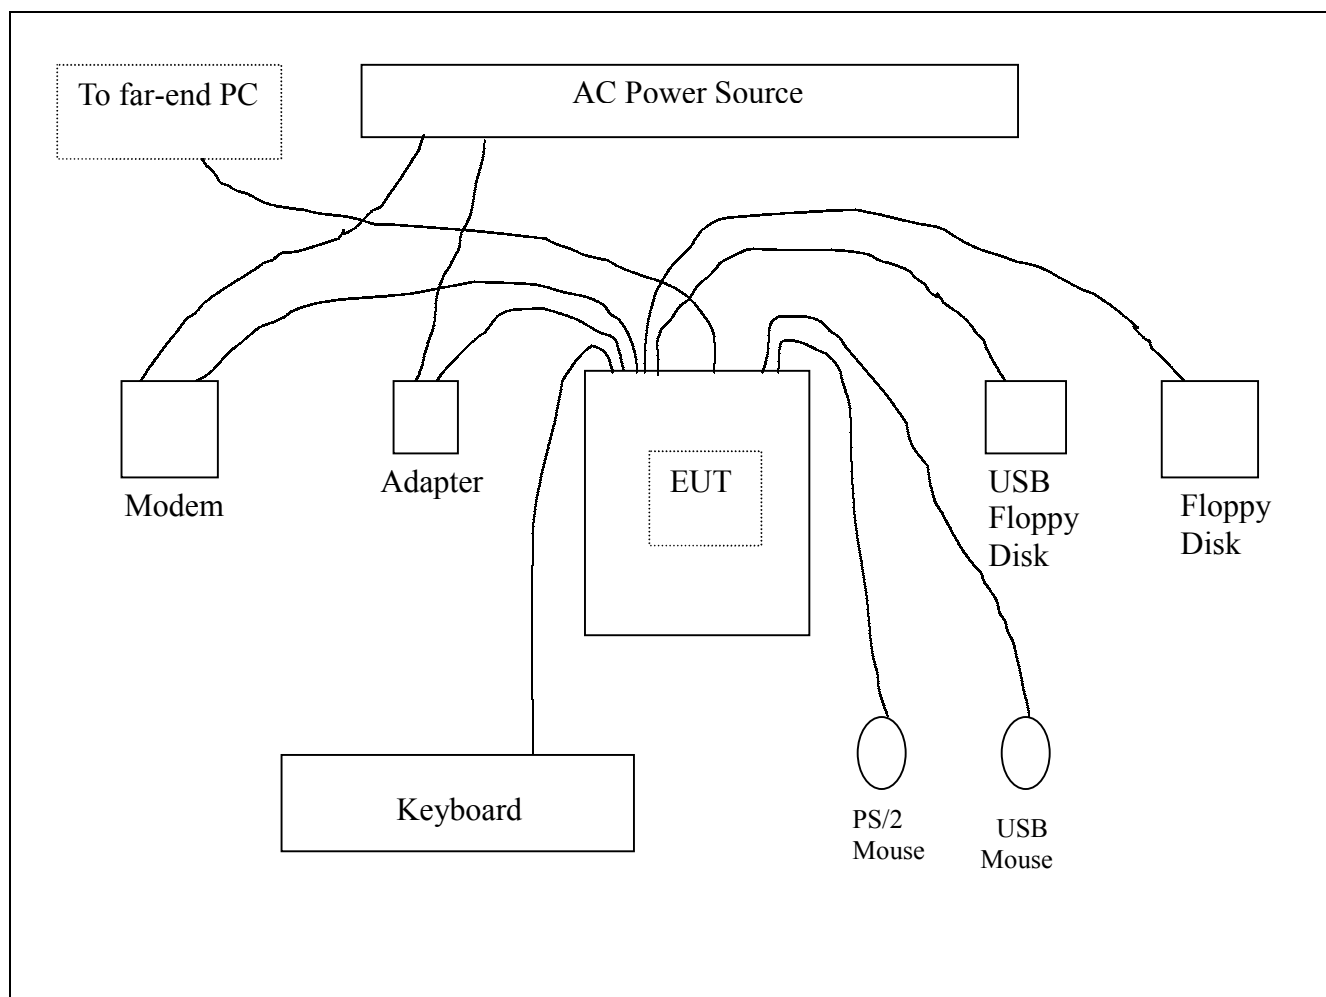 To far-end PC
AC Power Source
Modem
Adapter
EUT
USB
Floppy
Disk
Floppy
Disk
Keyboard
PS/2
Mouse
USB
Mouse